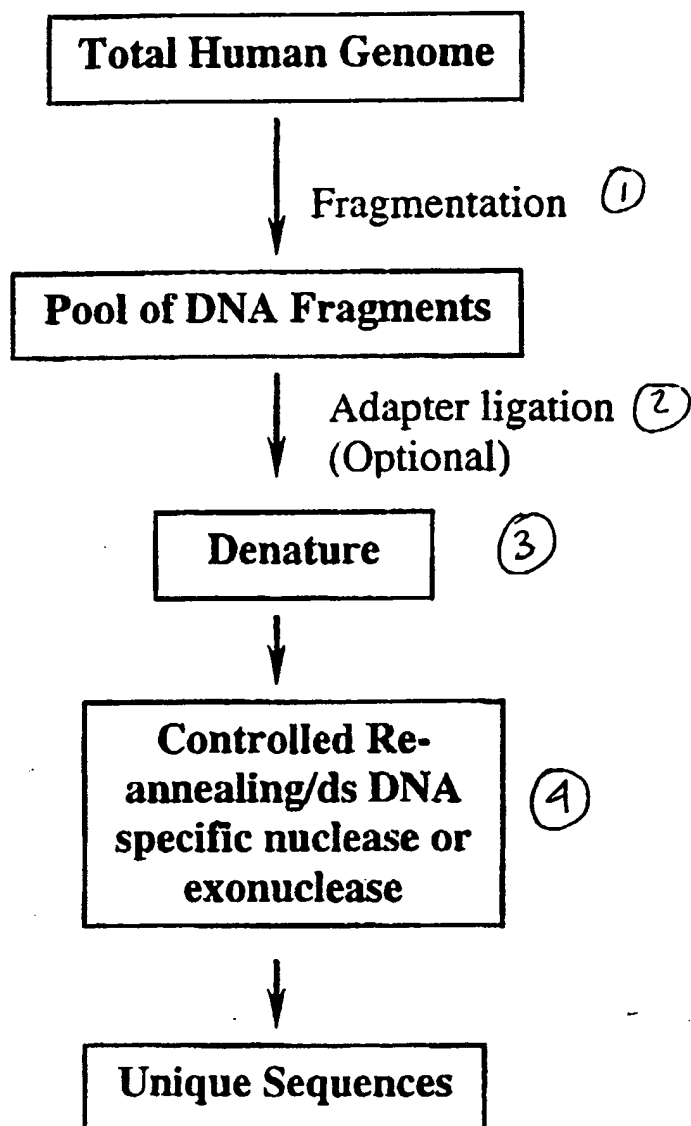 Total Human Genome
Fragmentation ①
Pool of DNA Fragments
Adapter ligation ②
(Optional)
Denature ③
Controlled Re-
annealing/ds DNA
specific nuclease or
exonuclease
④
Unique Sequences